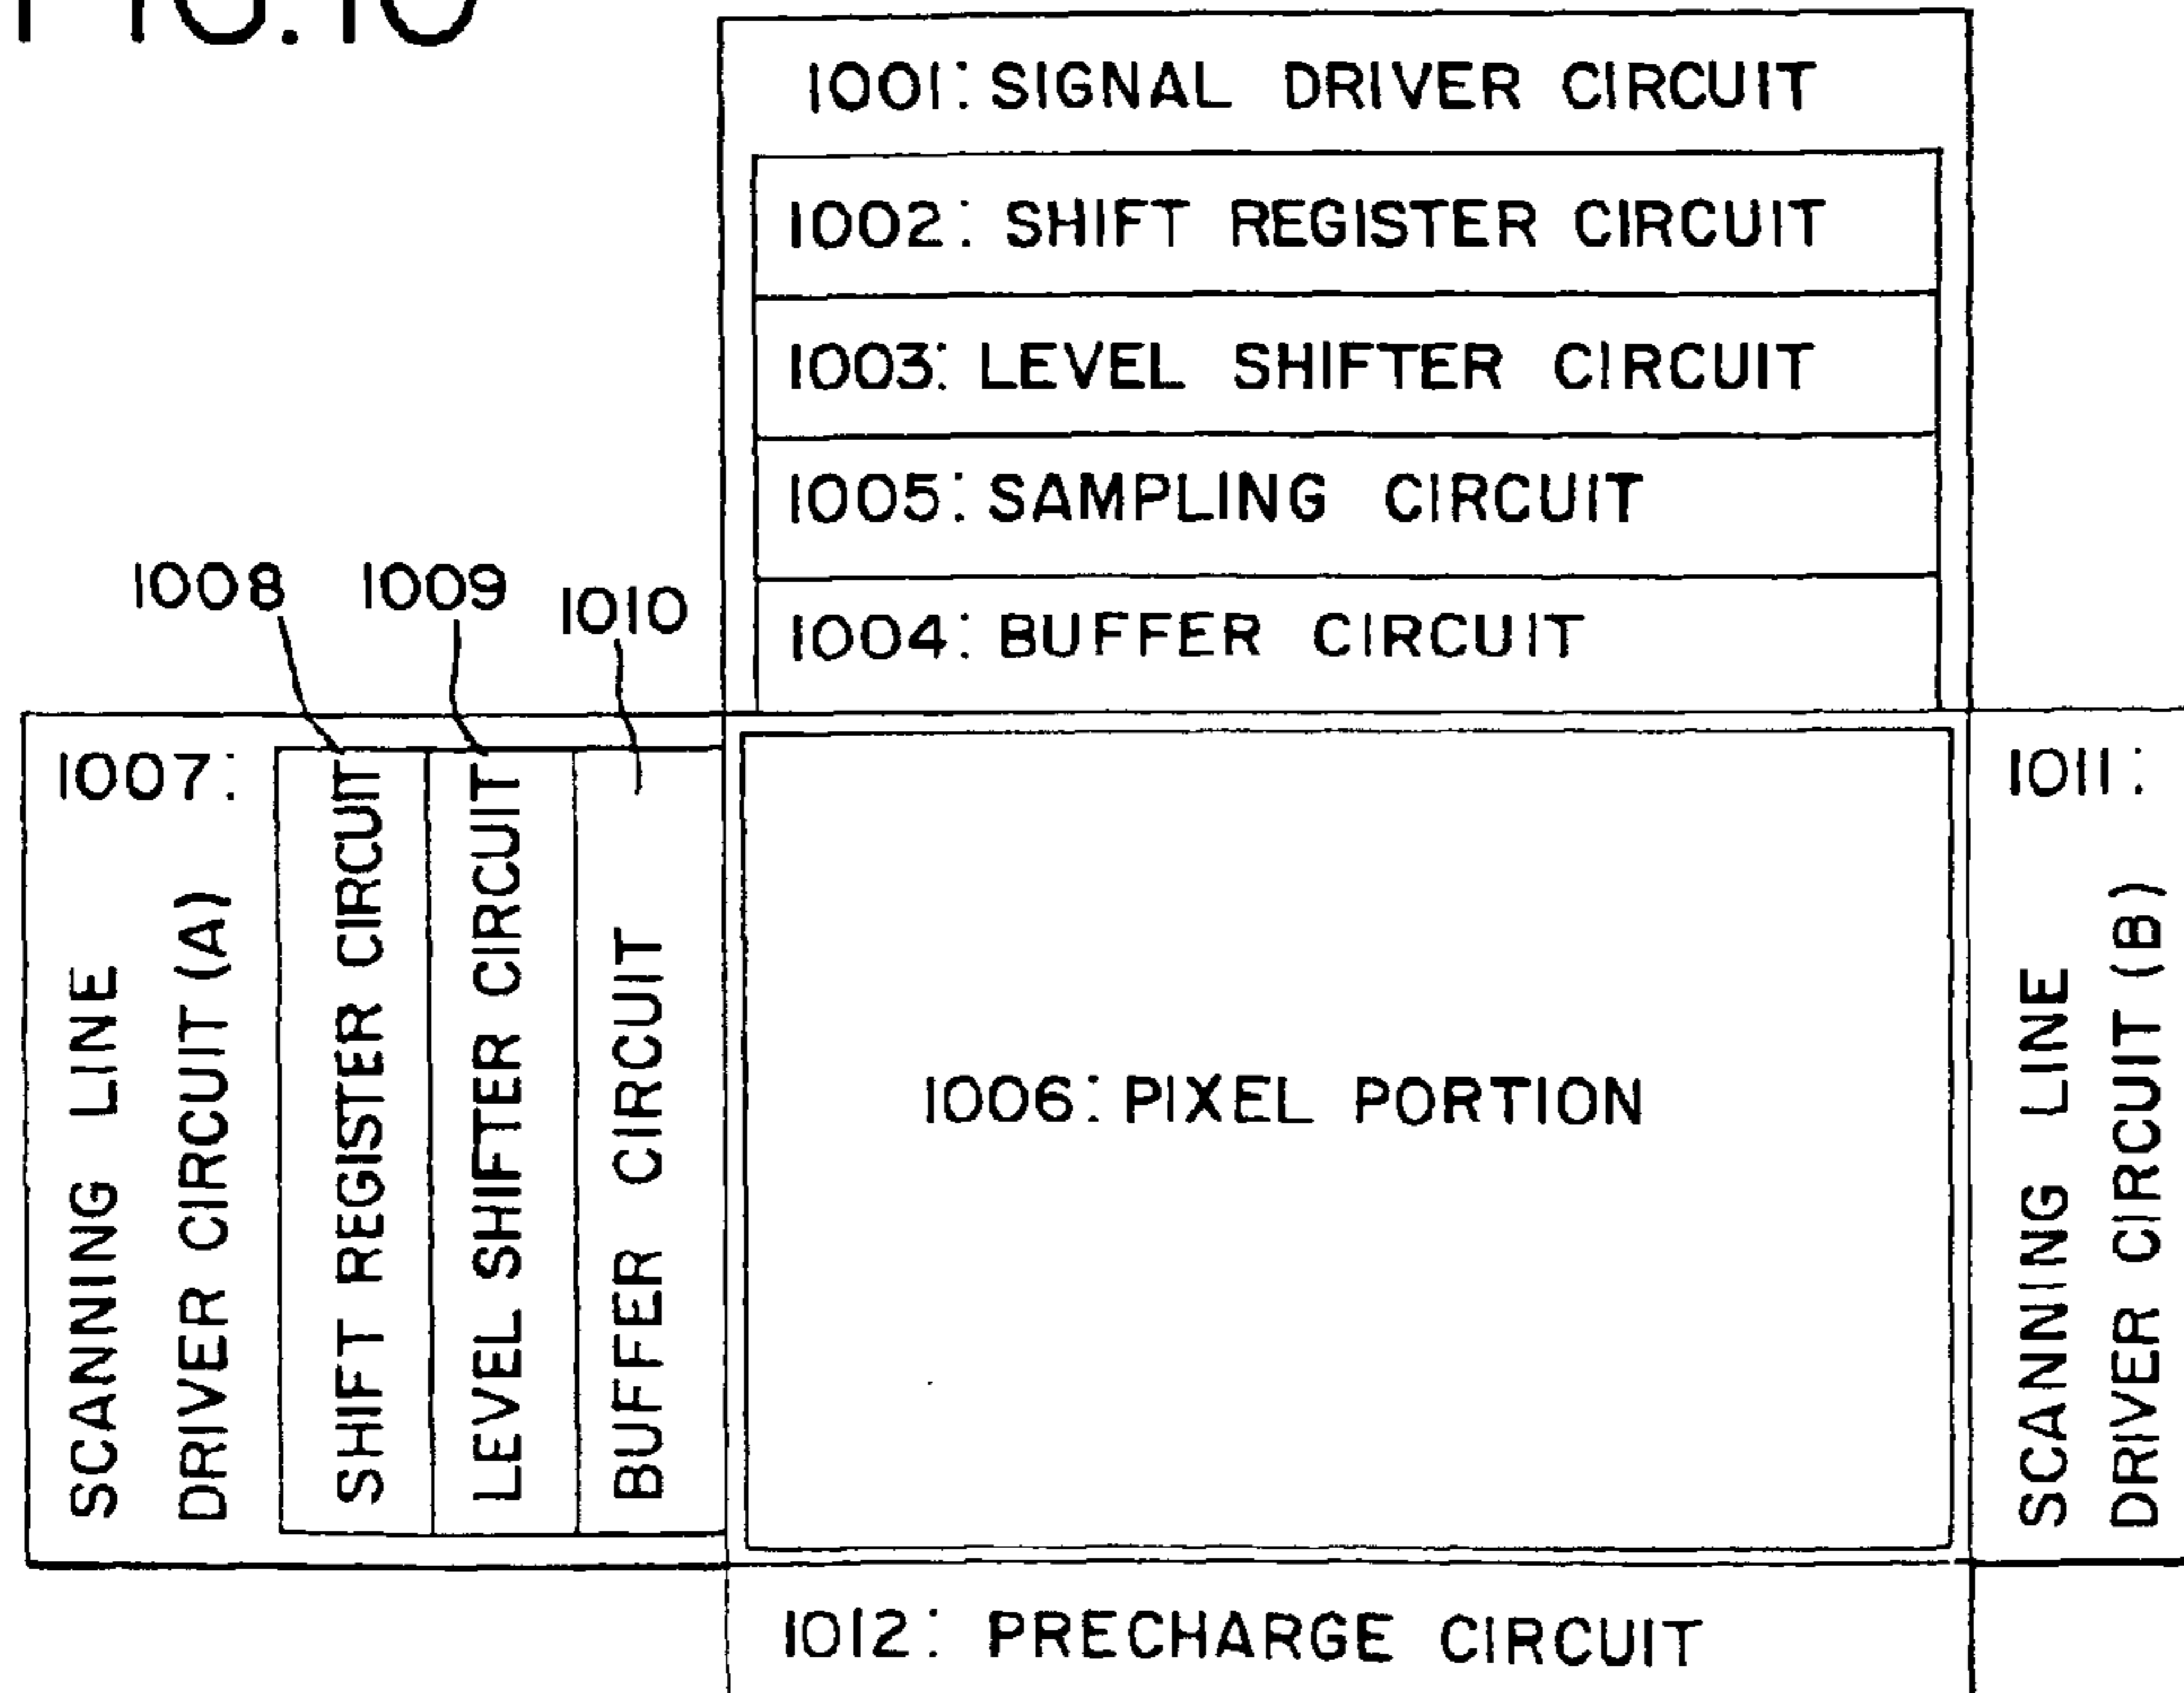 FIG.10
1001: SIGNAL DRIVER CIRCUIT
1002: SHIFT REGISTER CIRCUIT
1003: LEVEL SHIFTER CIRCUIT
1005: SAMPLING CIRCUIT
1004: BUFFER CIRCUIT
1008
1009
1010
1007:
SCANNING LINE
DRIVER CIRCUIT (A)
SHIFT REGISTER CIRCUIT
LEVEL SHIFTER CIRCUIT
BUFFER CIRCUIT
1006: PIXEL PORTION
1011:
SCANNING LINE
DRIVER CIRCUIT (B)
1012: PRECHARGE CIRCUIT